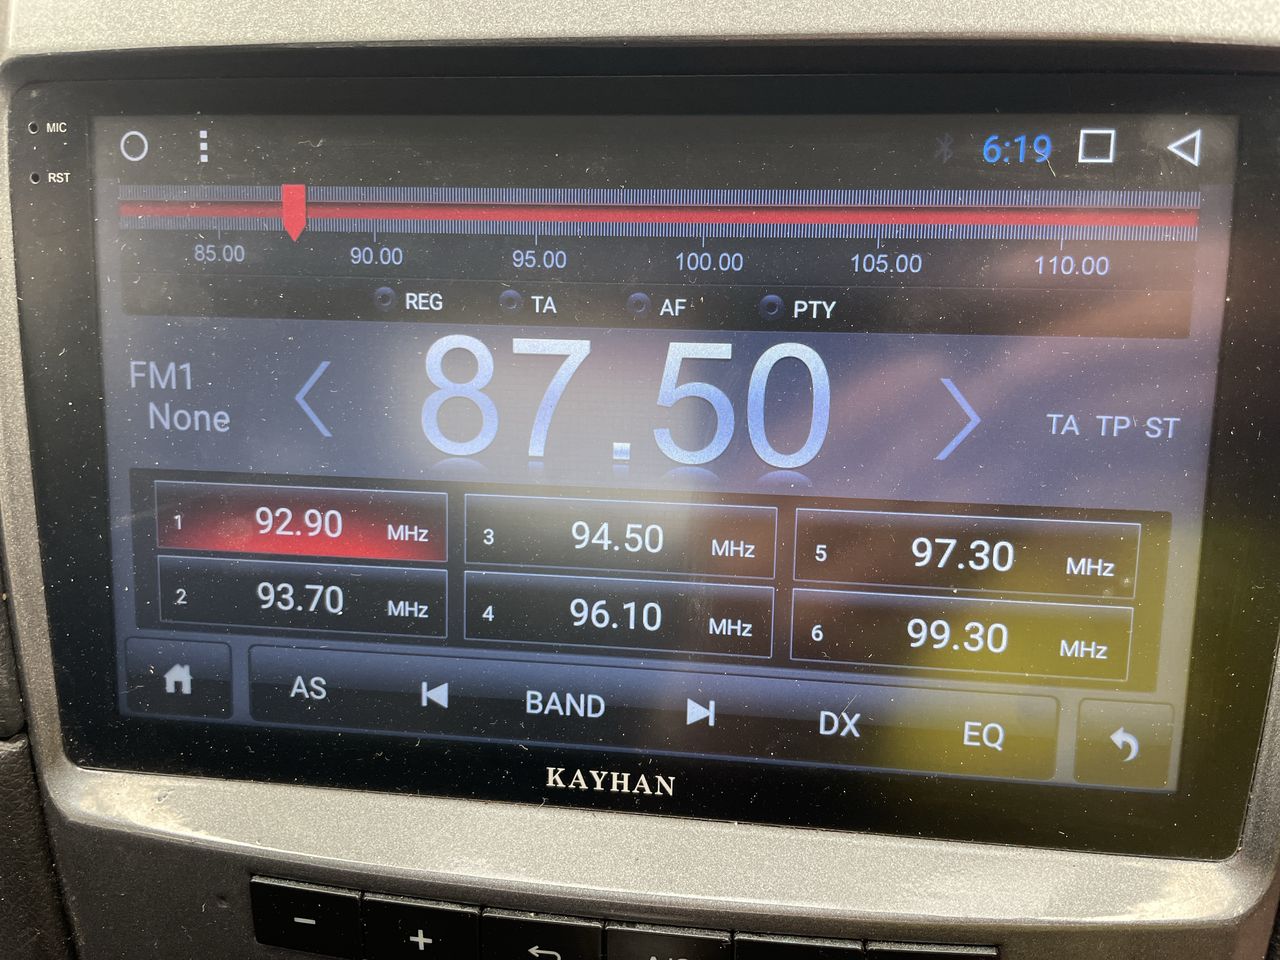 MIC
RST
6:19
85.00 90.00 95.00 100.00 105.00 110.00
REG TA AF PTY
FM1
None
87.50
TA TP ST
1 92.90 MHz
3 94.50 MHz
5 97.30 MHz
2 93.70 MHz
4 96.10 MHz
6 99.30 MHz
AS BAND DX EQ
KAYHAN
- +